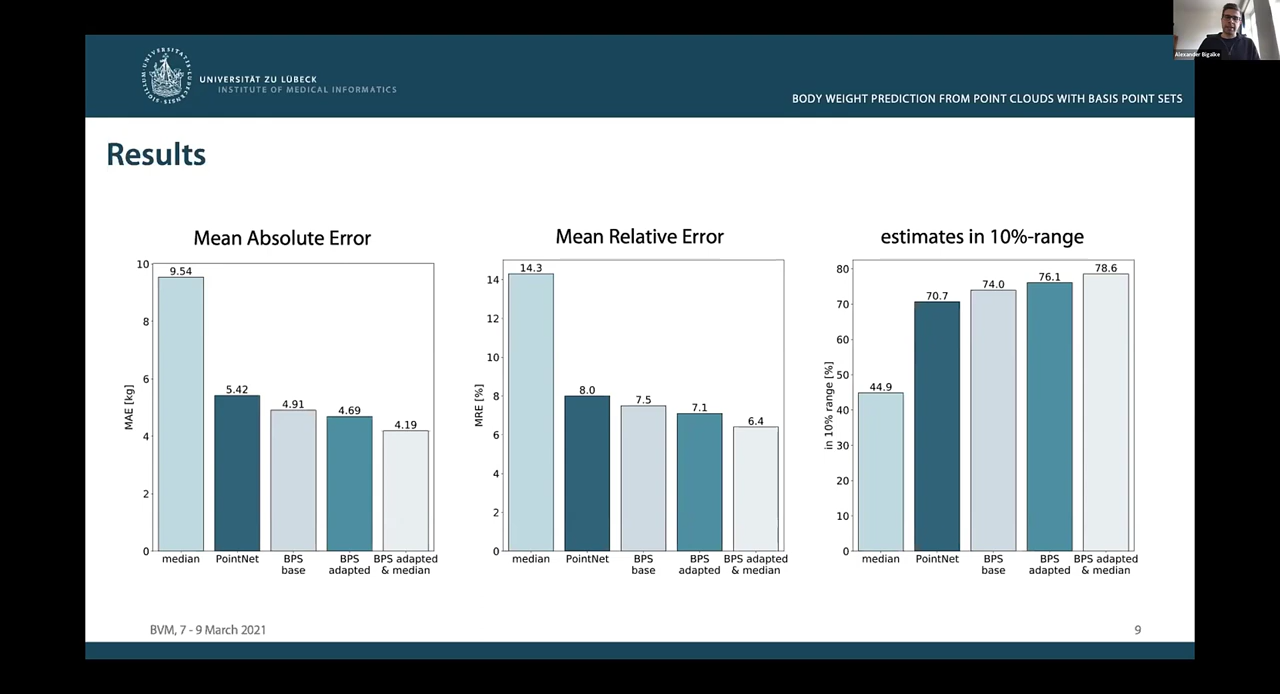 Alexander Bigalke
UNIVERSITÄT ZU LÜBECK
INSTITUTE OF MEDICAL INFORMATICS
BODY WEIGHT PREDICTION FROM POINT CLOUDS WITH BASIS POINT SETS
Results
Mean Absolute Error
MAE [kg]
10
8
6
4
2
0
9.54
5.42
4.91
4.69
4.19
median
PointNet
BPS
base
BPS
adapted
BPS adapted
& median
Mean Relative Error
MRE [%]
14
12
10
8
6
4
2
0
14.3
8.0
7.5
7.1
6.4
median
PointNet
BPS
base
BPS
adapted
BPS adapted
& median
estimates in 10%-range
in 10% range [%]
80
70
60
50
40
30
20
10
0
44.9
70.7
74.0
76.1
78.6
median
PointNet
BPS
base
BPS
adapted
BPS adapted
& median
BVM, 7 - 9 March 2021
9